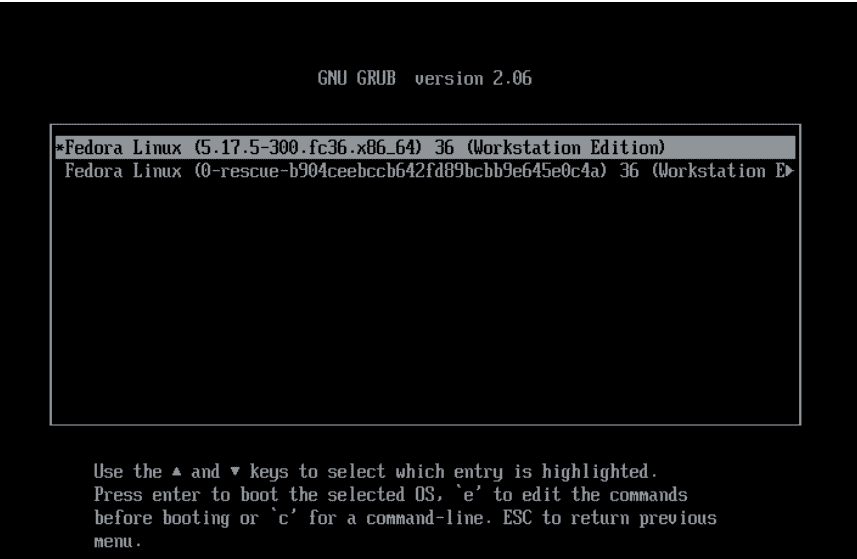 GNU GRUB  version 2.06
*Fedora Linux (5.17.5-300.fc36.x86_64) 36 (Workstation Edition)
Fedora Linux (0-rescue-b904ceebccb642fd89bcbb9e645e0c4a) 36 (Workstation E▶
Use the ▲ and ▼ keys to select which entry is highlighted.
Press enter to boot the selected OS, `e' to edit the commands
before booting or `c' for a command-line. ESC to return previous
menu.